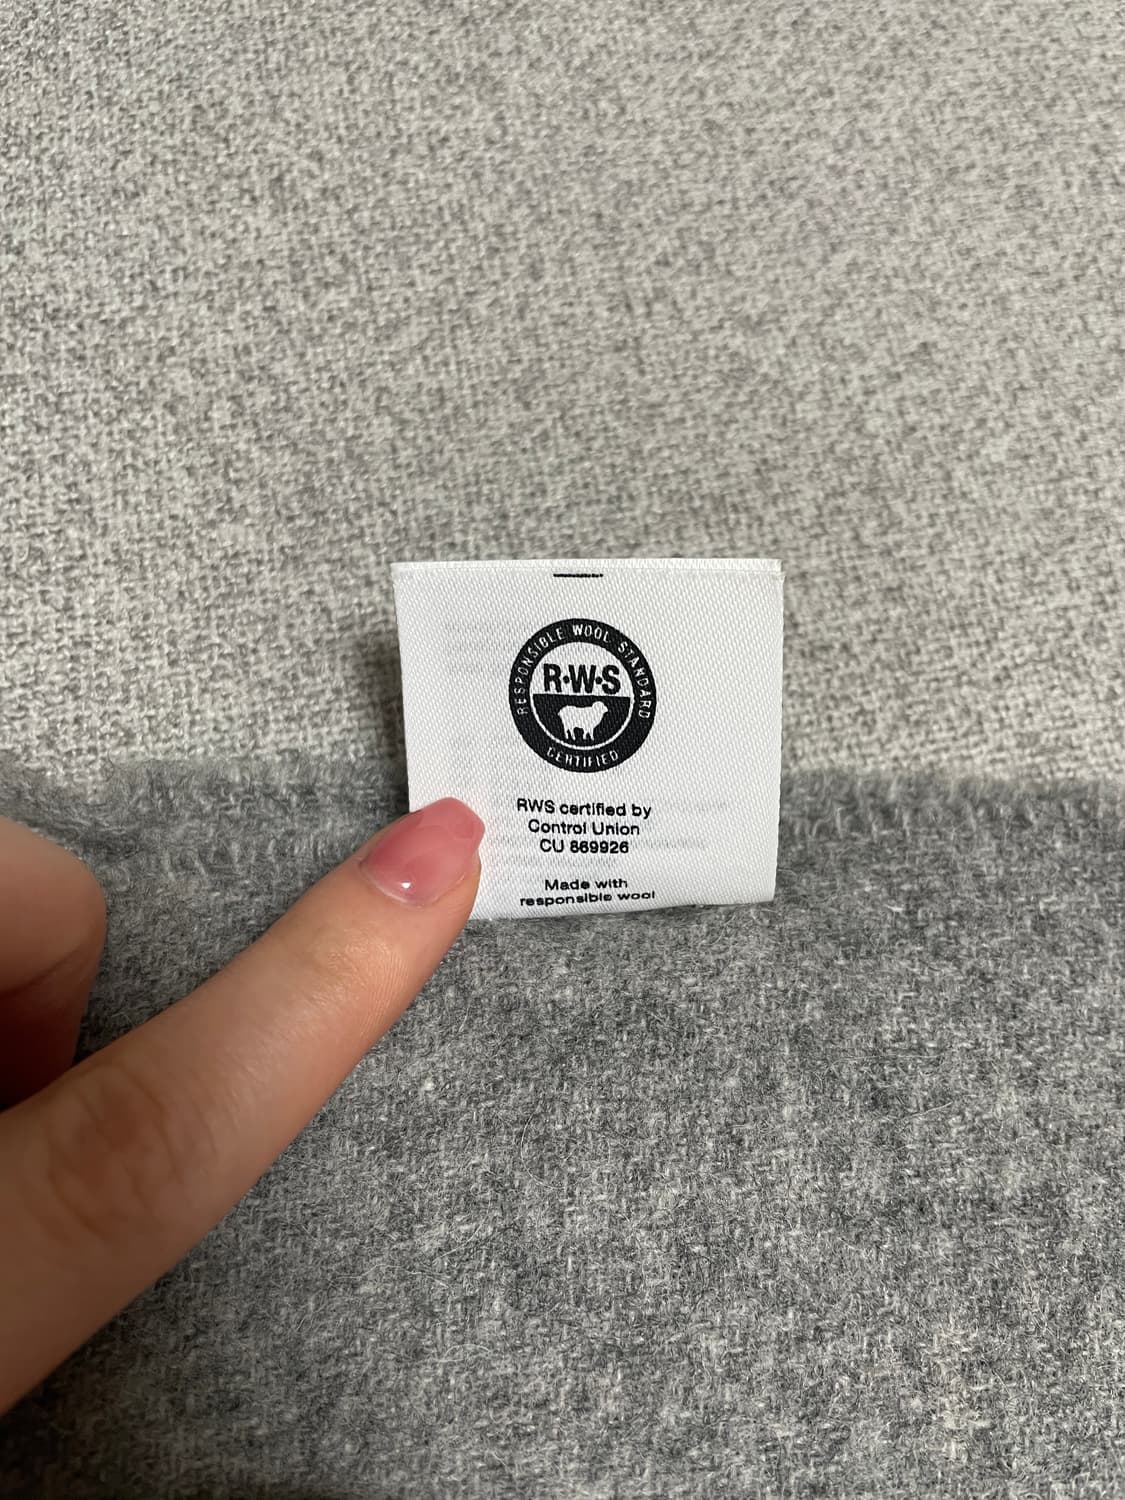 RESPONSIBLE WOOL STANDARD
R·W·S
CERTIFIED
RWS certified by
Control Union
CU 869926
Made with
responsible wool